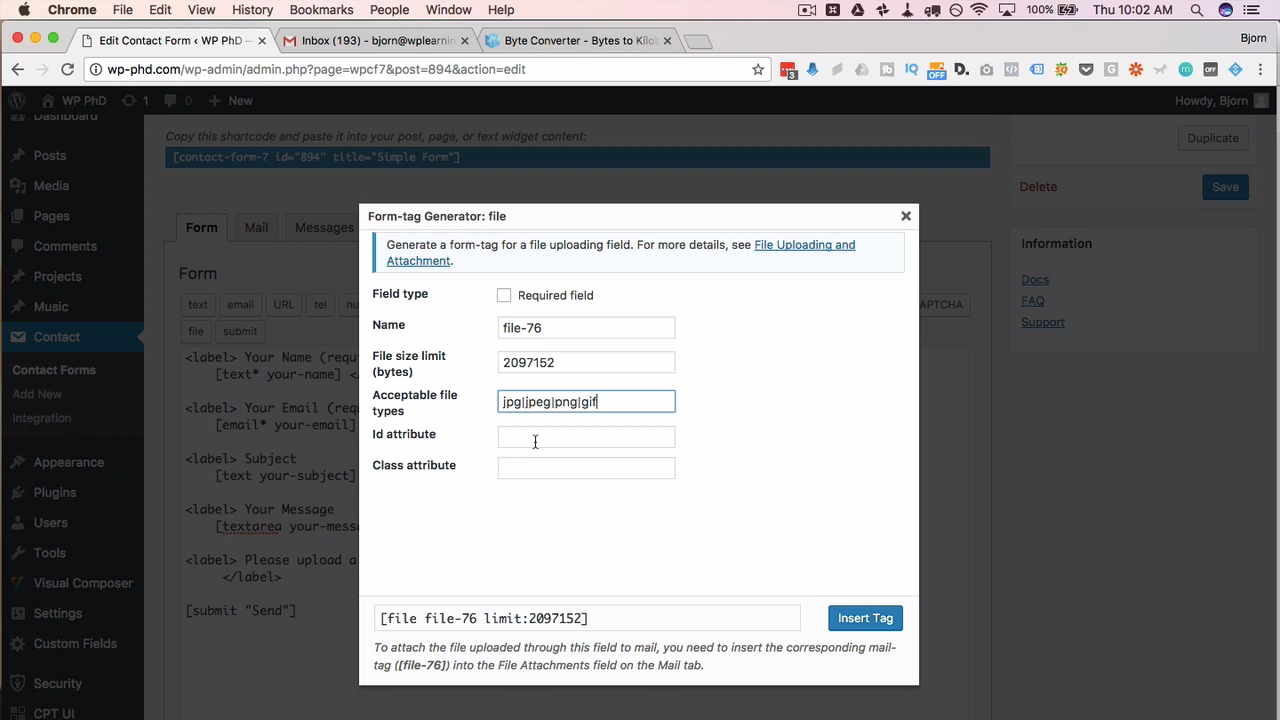 Chrome File Edit View History Bookmarks People Window Help 100% Thu 10:02 AM
Edit Contact Form ‹ WP PhD — Inbox (193) - bjorn@wplearnin Byte Converter - Bytes to Kilob Bjorn
wp-phd.com/wp-admin/admin.php?page=wpcf7&post=894&action=edit
WP PhD 1 0 New Howdy, Bjorn
Dashboard
Posts
Media
Pages
Comments
Projects
Music
Contact
Contact Forms
Add New
Integration
Appearance
Plugins
Users
Tools
Visual Composer
Settings
Custom Fields
Security
CPT UI
Copy this shortcode and paste it into your post, page, or text widget content:
[contact-form-7 id="894" title="Simple Form"]
Form Mail Messages
Form
text email URL tel nu
file submit
<label> Your Name (requ
[text* your-name] </
<label> Your Email (req
[email* your-email]
<label> Subject
[text your-subject]
<label> Your Message
[textarea your-messa
<label> Please upload a
</label>
[submit "Send"]
Form-tag Generator: file
Generate a form-tag for a file uploading field. For more details, see File Uploading and
Attachment.
Field type Required field
Name file-76
File size limit
(bytes)
2097152
Acceptable file
types
jpg|jpeg|png|gif
Id attribute
Class attribute
[file file-76 limit:2097152] Insert Tag
To attach the file uploaded through this field to mail, you need to insert the corresponding mail-
tag ([file-76]) into the File Attachments field on the Mail tab.
APTCHA
Duplicate
Delete Save
Information
Docs
FAQ
Support